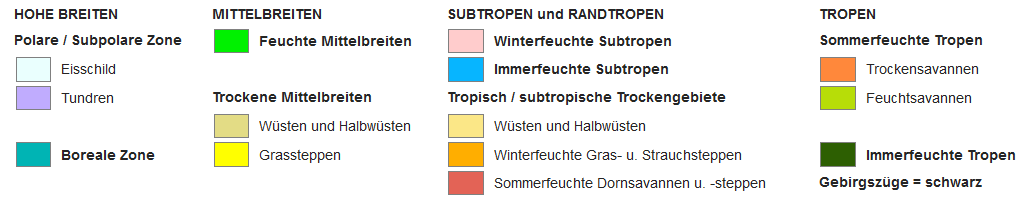 HOHE BREITEN
Polare / Subpolare Zone
Eisschild
Tundren
Boreale Zone
MITTELBREITEN
Feuchte Mittelbreiten
Trockene Mittelbreiten
Wüsten und Halbwüsten
Grassteppen
SUBTROPEN und RANDTROPEN
Winterfeuchte Subtropen
Immerfeuchte Subtropen
Tropisch / subtropische Trockengebiete
Wüsten und Halbwüsten
Winterfeuchte Gras- u. Strauchsteppen
Sommerfeuchte Dornsavannen u. -steppen
TROPEN
Sommerfeuchte Tropen
Trockensavannen
Feuchtsavannen
Immerfeuchte Tropen
Gebirgszüge = schwarz